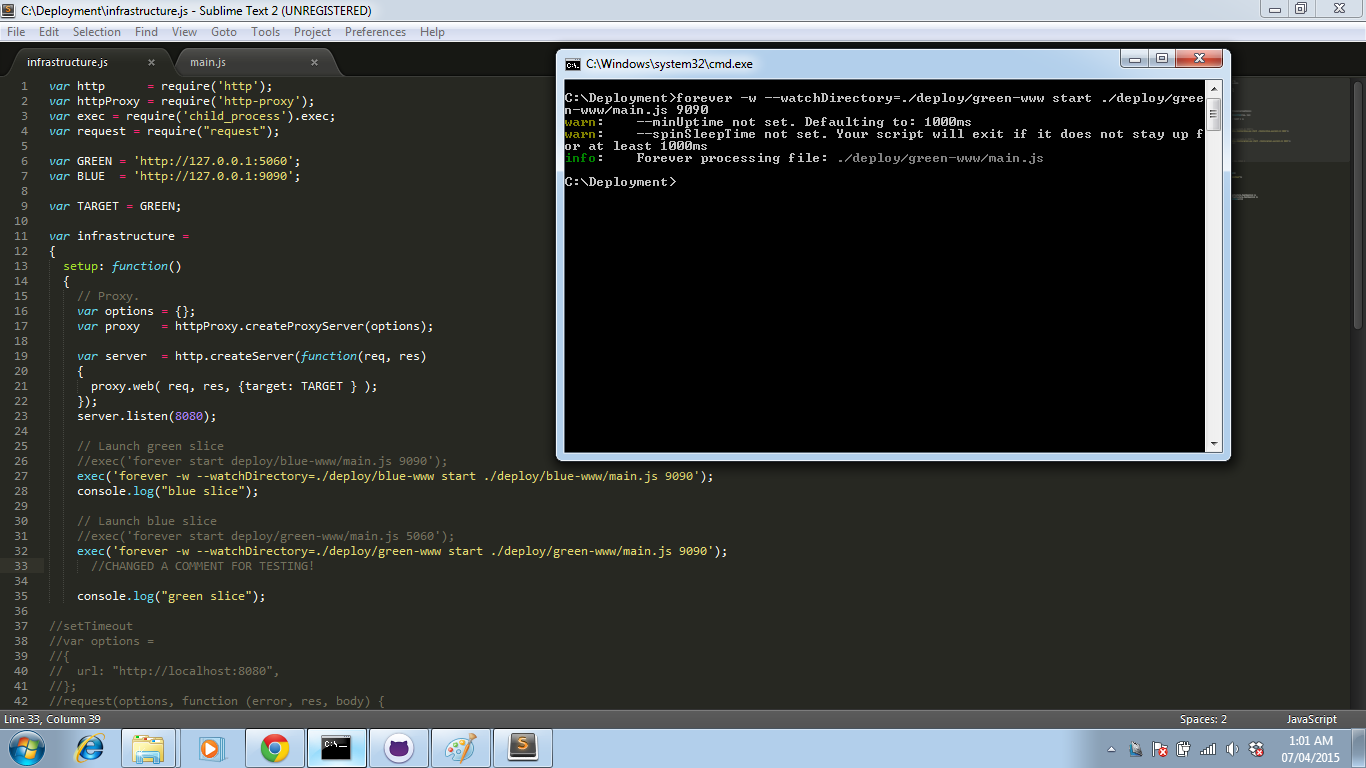 C:\Deployment\infrastructure.js - Sublime Text 2 (UNREGISTERED)
File Edit Selection Find View Goto Tools Project Preferences Help
infrastructure.js × main.js ×
1 var http      = require('http');
2 var httpProxy = require('http-proxy');
3 var exec = require('child_process').exec;
4 var request = require("request");
5
6 var GREEN = 'http://127.0.0.1:5060';
7 var BLUE  = 'http://127.0.0.1:9090';
8
9 var TARGET = GREEN;
10
11 var infrastructure =
12 {
13   setup: function()
14   {
15     // Proxy.
16     var options = {};
17     var proxy   = httpProxy.createProxyServer(options);
18
19     var server  = http.createServer(function(req, res)
20     {
21       proxy.web( req, res, {target: TARGET } );
22     });
23     server.listen(8080);
24
25     // Launch green slice
26     //exec('forever start deploy/blue-www/main.js 9090');
27     exec('forever -w --watchDirectory=./deploy/blue-www start ./deploy/blue-www/main.js 9090');
28     console.log("blue slice");
29
30     // Launch blue slice
31     //exec('forever start deploy/green-www/main.js 5060');
32     exec('forever -w --watchDirectory=./deploy/green-www start ./deploy/green-www/main.js 9090');
33       //CHANGED A COMMENT FOR TESTING!
34
35     console.log("green slice");
36
37 //setTimeout
38 //var options =
39 //{
40 //  url: "http://localhost:8080",
41 //};
42 //request(options, function (error, res, body) {
C:\Windows\system32\cmd.exe
C:\Deployment>forever -w --watchDirectory=./deploy/green-www start ./deploy/gree
n-www/main.js 9090
warn:    --minUptime not set. Defaulting to: 1000ms
warn:    --spinSleepTime not set. Your script will exit if it does not stay up f
or at least 1000ms
info:    Forever processing file: ./deploy/green-www/main.js
C:\Deployment>
Line 33, Column 39 Spaces: 2 JavaScript
1:01 AM
07/04/2015